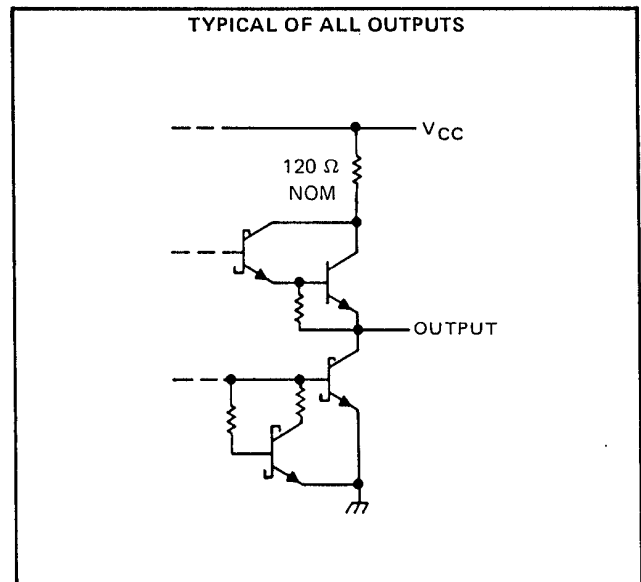 TYPICAL OF ALL OUTPUTS
VCC
120 Ω
NOM
OUTPUT